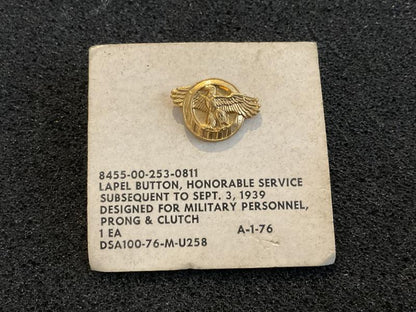 8455-00-253-0811
LAPEL BUTTON, HONORABLE SERVICE
SUBSEQUENT TO SEPT. 3, 1939
DESIGNED FOR MILITARY PERSONNEL,
PRONG & CLUTCH
1 EA A-1-76
DSA100-76-M-U258